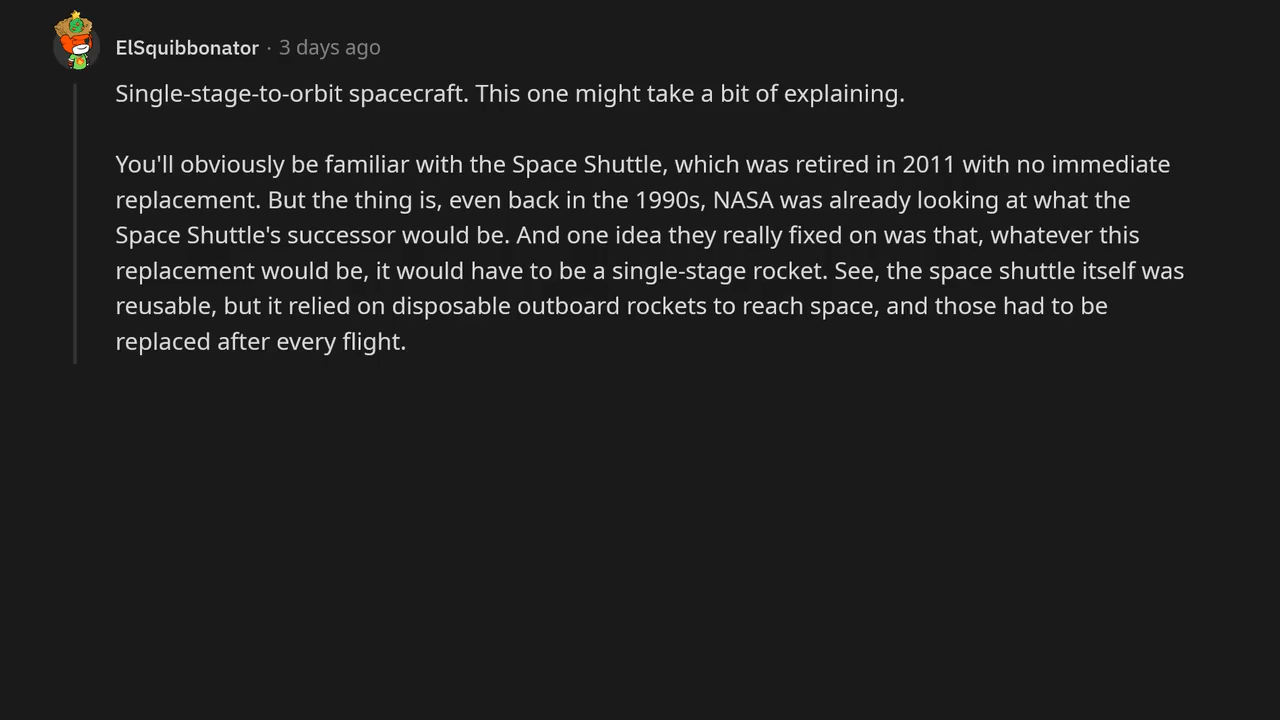 ElSquibbonator · 3 days ago
Single-stage-to-orbit spacecraft. This one might take a bit of explaining.
You'll obviously be familiar with the Space Shuttle, which was retired in 2011 with no immediate
replacement. But the thing is, even back in the 1990s, NASA was already looking at what the
Space Shuttle's successor would be. And one idea they really fixed on was that, whatever this
replacement would be, it would have to be a single-stage rocket. See, the space shuttle itself was
reusable, but it relied on disposable outboard rockets to reach space, and those had to be
replaced after every flight.